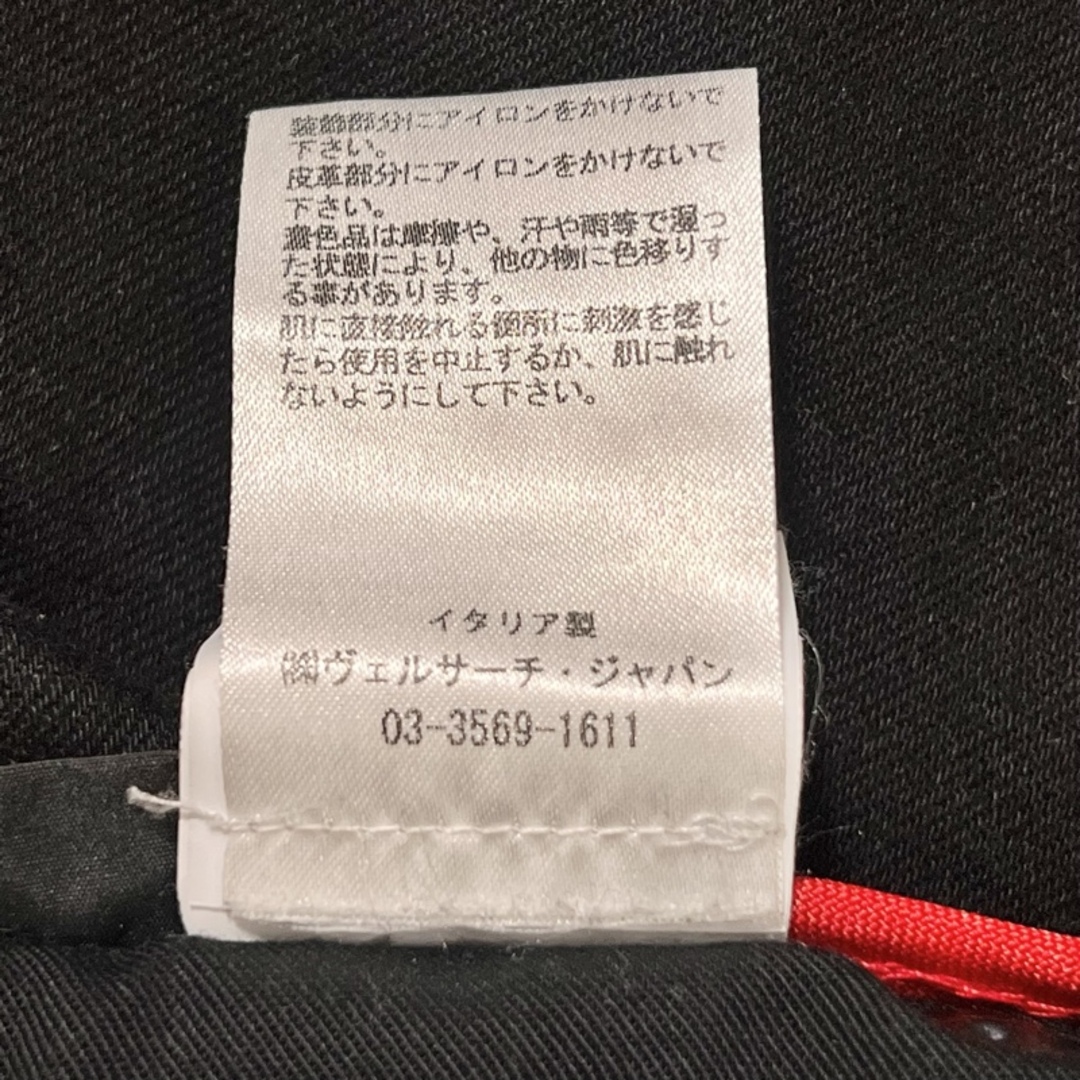 装飾部分にアイロンをかけないで
下さい。
皮革部分にアイロンをかけないで
下さい。
濃色品は摩擦や、汗や雨等で湿っ
た状態により、他の物に色移りす
る事があります。
肌に直接触れる個所に刺激を感じ
たら使用を中止するか、肌に触れ
ないようにして下さい。
イタリア製
㈱ヴェルサーチ・ジャパン
03-3569-1611